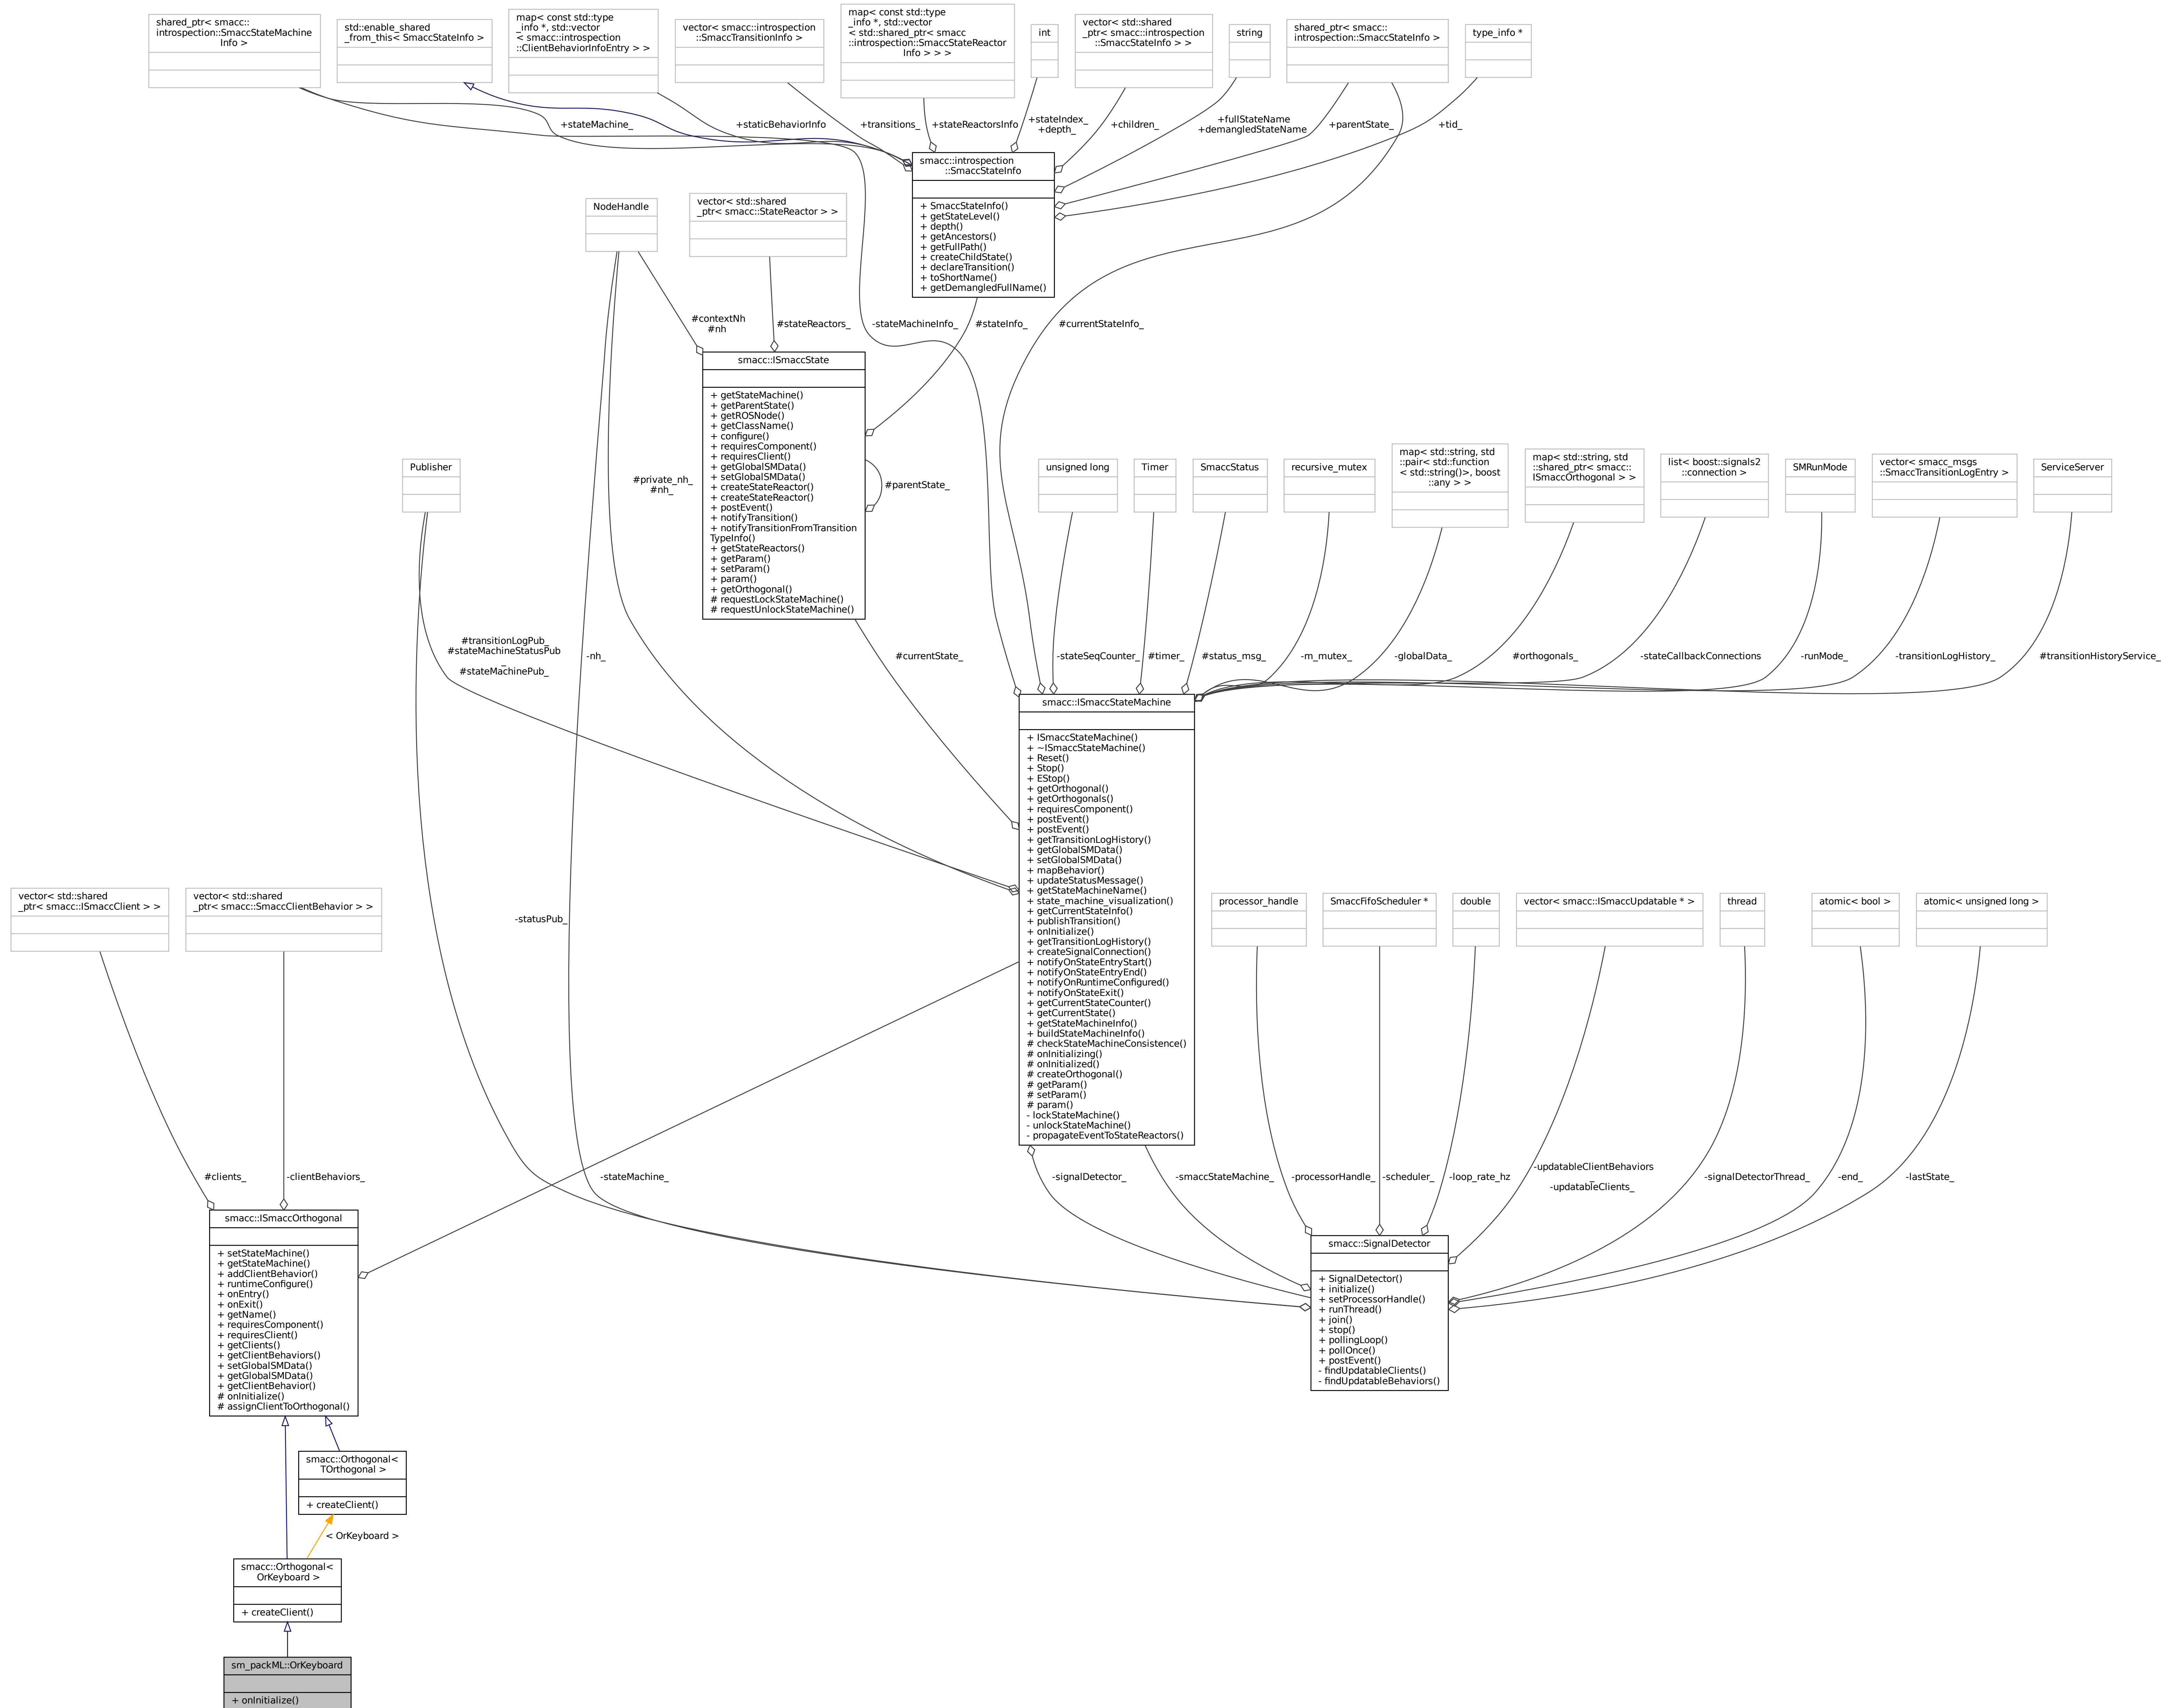 shared_ptr< smacc::
introspection::SmaccStateMachine
Info >
std::enable_shared
_from_this< SmaccStateInfo >
map< const std::type
_info *, std::vector
< smacc::introspection
::ClientBehaviorInfoEntry > >
vector< smacc::introspection
::SmaccTransitionInfo >
map< const std::type
_info *, std::vector
< std::shared_ptr< smacc
::introspection::SmaccStateReactor
Info > > >
int
vector< std::shared
_ptr< smacc::introspection
::SmaccStateInfo > >
string
shared_ptr< smacc::
introspection::SmaccStateInfo >
type_info *
+stateMachine_
+staticBehaviorInfo
+transitions_
+stateReactorsInfo
+stateIndex_
+depth_
+children_
+fullStateName
+demangledStateName
+parentState_
+tid_
smacc::introspection
::SmaccStateInfo
+ SmaccStateInfo()
+ getStateLevel()
+ depth()
+ getAncestors()
+ getFullPath()
+ createChildState()
+ declareTransition()
+ toShortName()
+ getDemangledFullName()
NodeHandle
vector< std::shared
_ptr< smacc::StateReactor > >
#contextNh
#nh
#stateReactors_
-stateMachineInfo_
#stateInfo_
#currentStateInfo_
smacc::ISmaccState
+ getStateMachine()
+ getParentState()
+ getROSNode()
+ getClassName()
+ configure()
+ requiresComponent()
+ requiresClient()
+ getGlobalSMData()
+ setGlobalSMData()
+ createStateReactor()
+ createStateReactor()
+ postEvent()
+ notifyTransition()
+ notifyTransitionFromTransition
TypeInfo()
+ getStateReactors()
+ getParam()
+ setParam()
+ param()
+ getOrthogonal()
# requestLockStateMachine()
# requestUnlockStateMachine()
#parentState_
#private_nh_
#nh_
Publisher
unsigned long
Timer
SmaccStatus
recursive_mutex
map< std::string, std
::pair< std::function
< std::string()>, boost
::any > >
map< std::string, std
::shared_ptr< smacc::
ISmaccOrthogonal > >
list< boost::signals2
::connection >
SMRunMode
vector< smacc_msgs
::SmaccTransitionLogEntry >
ServiceServer
#transitionLogPub_
#stateMachineStatusPub
_
#stateMachinePub_
-nh_
#currentState_
-stateSeqCounter_
#timer_
#status_msg_
-m_mutex_
-globalData_
#orthogonals_
-stateCallbackConnections
-runMode_
-transitionLogHistory_
#transitionHistoryService_
smacc::ISmaccStateMachine
+ ISmaccStateMachine()
+ ~ISmaccStateMachine()
+ Reset()
+ Stop()
+ EStop()
+ getOrthogonal()
+ getOrthogonals()
+ requiresComponent()
+ postEvent()
+ postEvent()
+ getTransitionLogHistory()
+ getGlobalSMData()
+ setGlobalSMData()
+ mapBehavior()
+ updateStatusMessage()
+ getStateMachineName()
+ state_machine_visualization()
+ getCurrentStateInfo()
+ publishTransition()
+ onInitialize()
+ getTransitionLogHistory()
+ createSignalConnection()
+ notifyOnStateEntryStart()
+ notifyOnStateEntryEnd()
+ notifyOnRuntimeConfigured()
+ notifyOnStateExit()
+ getCurrentStateCounter()
+ getCurrentState()
+ getStateMachineInfo()
+ buildStateMachineInfo()
# checkStateMachineConsistence()
# onInitializing()
# onInitialized()
# createOrthogonal()
# getParam()
# setParam()
# param()
- lockStateMachine()
- unlockStateMachine()
- propagateEventToStateReactors()
vector< std::shared
_ptr< smacc::ISmaccClient > >
vector< std::shared
_ptr< smacc::SmaccClientBehavior > >
-statusPub_
processor_handle
SmaccFifoScheduler *
double
vector< smacc::ISmaccUpdatable * >
thread
atomic< bool >
atomic< unsigned long >
#clients_
-clientBehaviors_
-stateMachine_
-signalDetector_
-smaccStateMachine_
-processorHandle_
-scheduler_
-loop_rate_hz
-updatableClientBehaviors
_
-updatableClients_
-signalDetectorThread_
-end_
-lastState_
smacc::ISmaccOrthogonal
+ setStateMachine()
+ getStateMachine()
+ addClientBehavior()
+ runtimeConfigure()
+ onEntry()
+ onExit()
+ getName()
+ requiresComponent()
+ requiresClient()
+ getClients()
+ getClientBehaviors()
+ setGlobalSMData()
+ getGlobalSMData()
+ getClientBehavior()
# onInitialize()
# assignClientToOrthogonal()
smacc::SignalDetector
+ SignalDetector()
+ initialize()
+ setProcessorHandle()
+ runThread()
+ join()
+ stop()
+ pollingLoop()
+ pollOnce()
+ postEvent()
- findUpdatableClients()
- findUpdatableBehaviors()
smacc::Orthogonal<
TOrthogonal >
+ createClient()
< OrKeyboard >
smacc::Orthogonal<
OrKeyboard >
+ createClient()
sm_packML::OrKeyboard
+ onInitialize()